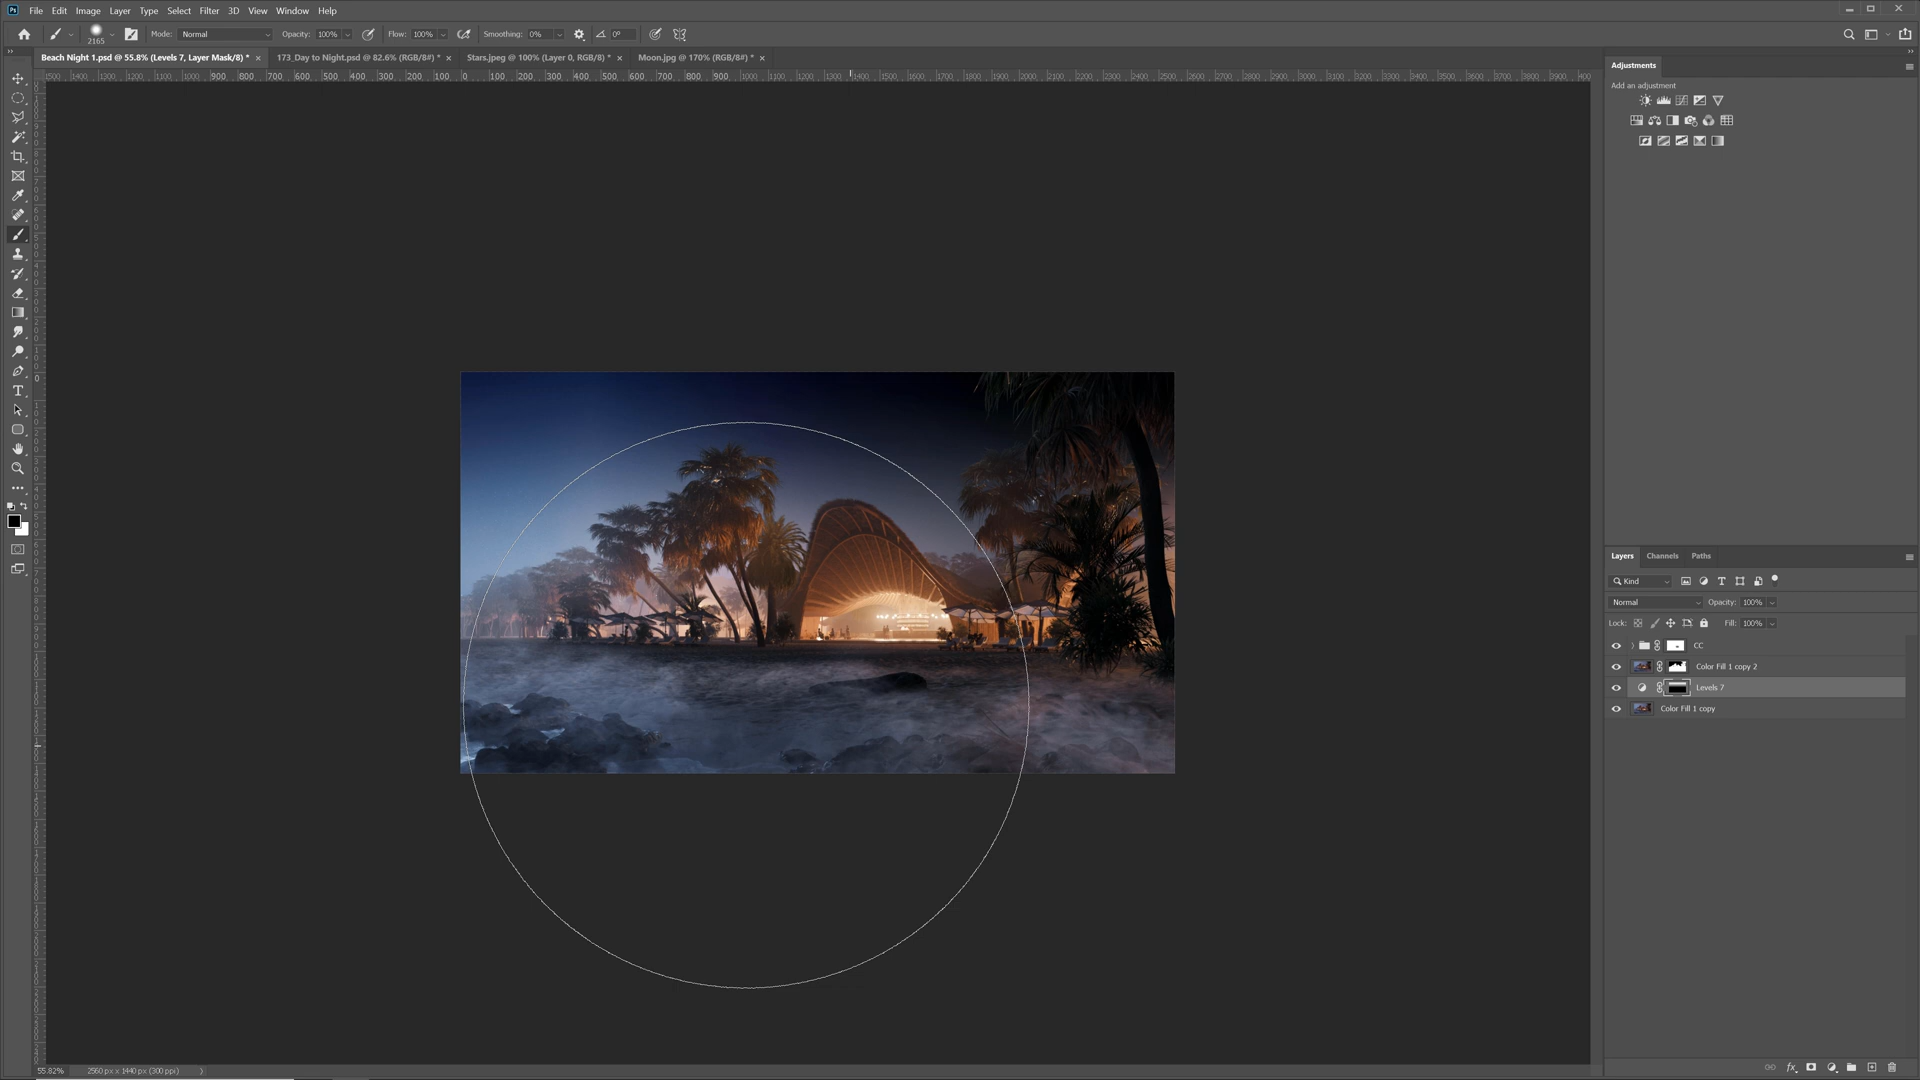 Ps File Edit Image Layer Type Select Filter 3D View Window Help
2165 Mode: Normal Opacity: 100% Flow: 100% Smoothing: 0% 0°
Beach Night 1.psd @ 55.8% (Levels 7, Layer Mask/8) * × 173_Day to Night.psd @ 82.6% (RGB/8#) * × Stars.jpeg @ 100% (Layer 0, RGB/8) * × Moon.jpg @ 170% (RGB/8#) * ×
Adjustments
Add an adjustment
Layers Channels Paths
Kind
Normal Opacity: 100%
Lock: Fill: 100%
CC
Color Fill 1 copy 2
Levels 7
Color Fill 1 copy
fx
55.82% 2560 px x 1440 px (300 ppi)